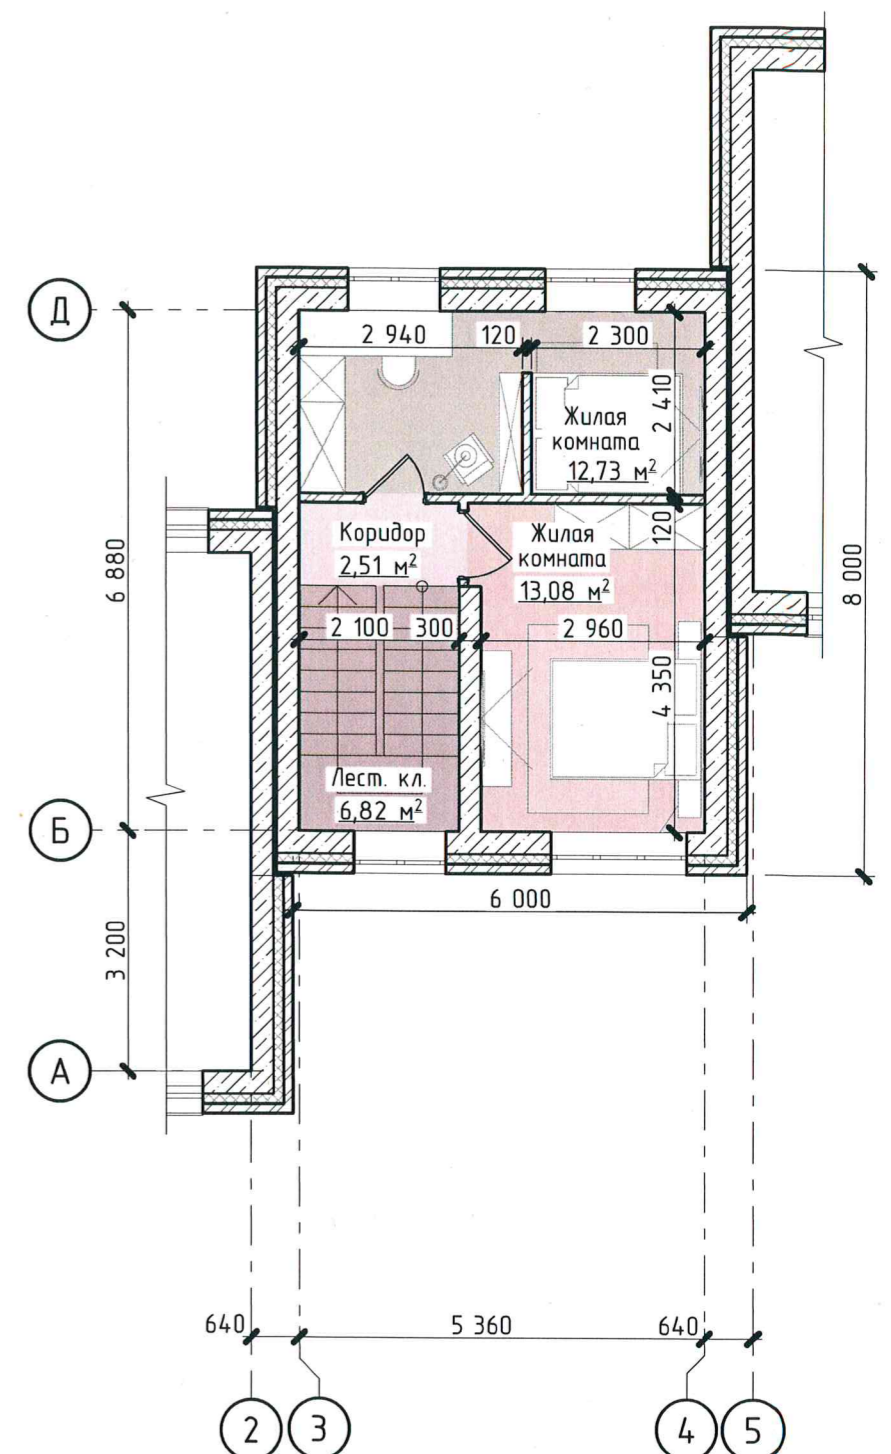 Д
2 940
120
2 300
2 410
Жилая
комната
12,73 м²
Коридор
2,51 м²
Жилая
комната
13,08 м²
120
6 880
8 000
2 100
300
2 960
4 350
Лест. кл.
6,82 м²
Б
6 000
3 200
А
640
5 360
640
2
3
4
5